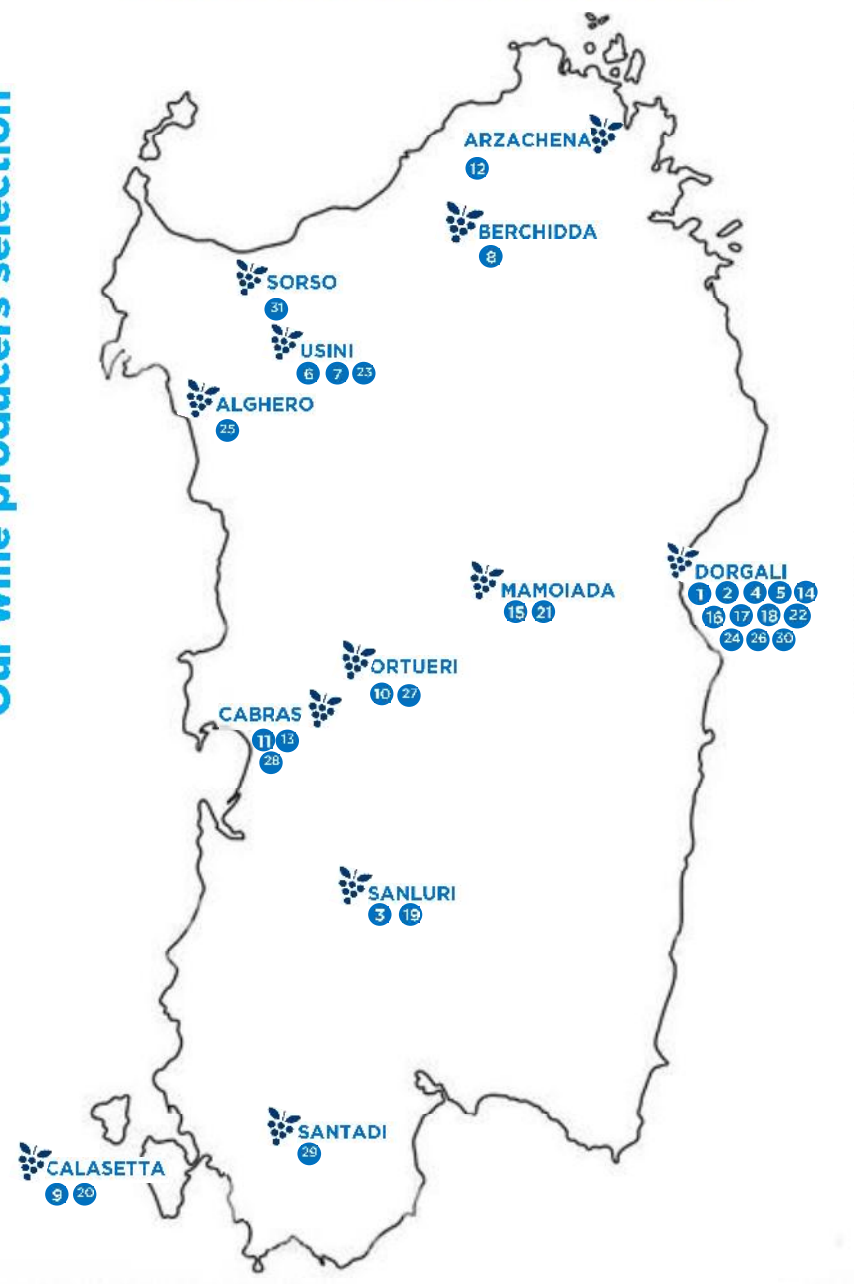 Our wine producers selection
ARZACHENA
12
BERCHIDDA
8
SORSO
31
USINI
6 7 23
ALGHERO
25
DORGALI
1 2 4 5 14
16 17 18 22
24 26 30
MAMOIADA
15 21
ORTUERI
10 27
CABRAS
11 13
28
SANLURI
3 19
SANTADI
29
CALASETTA
9 20